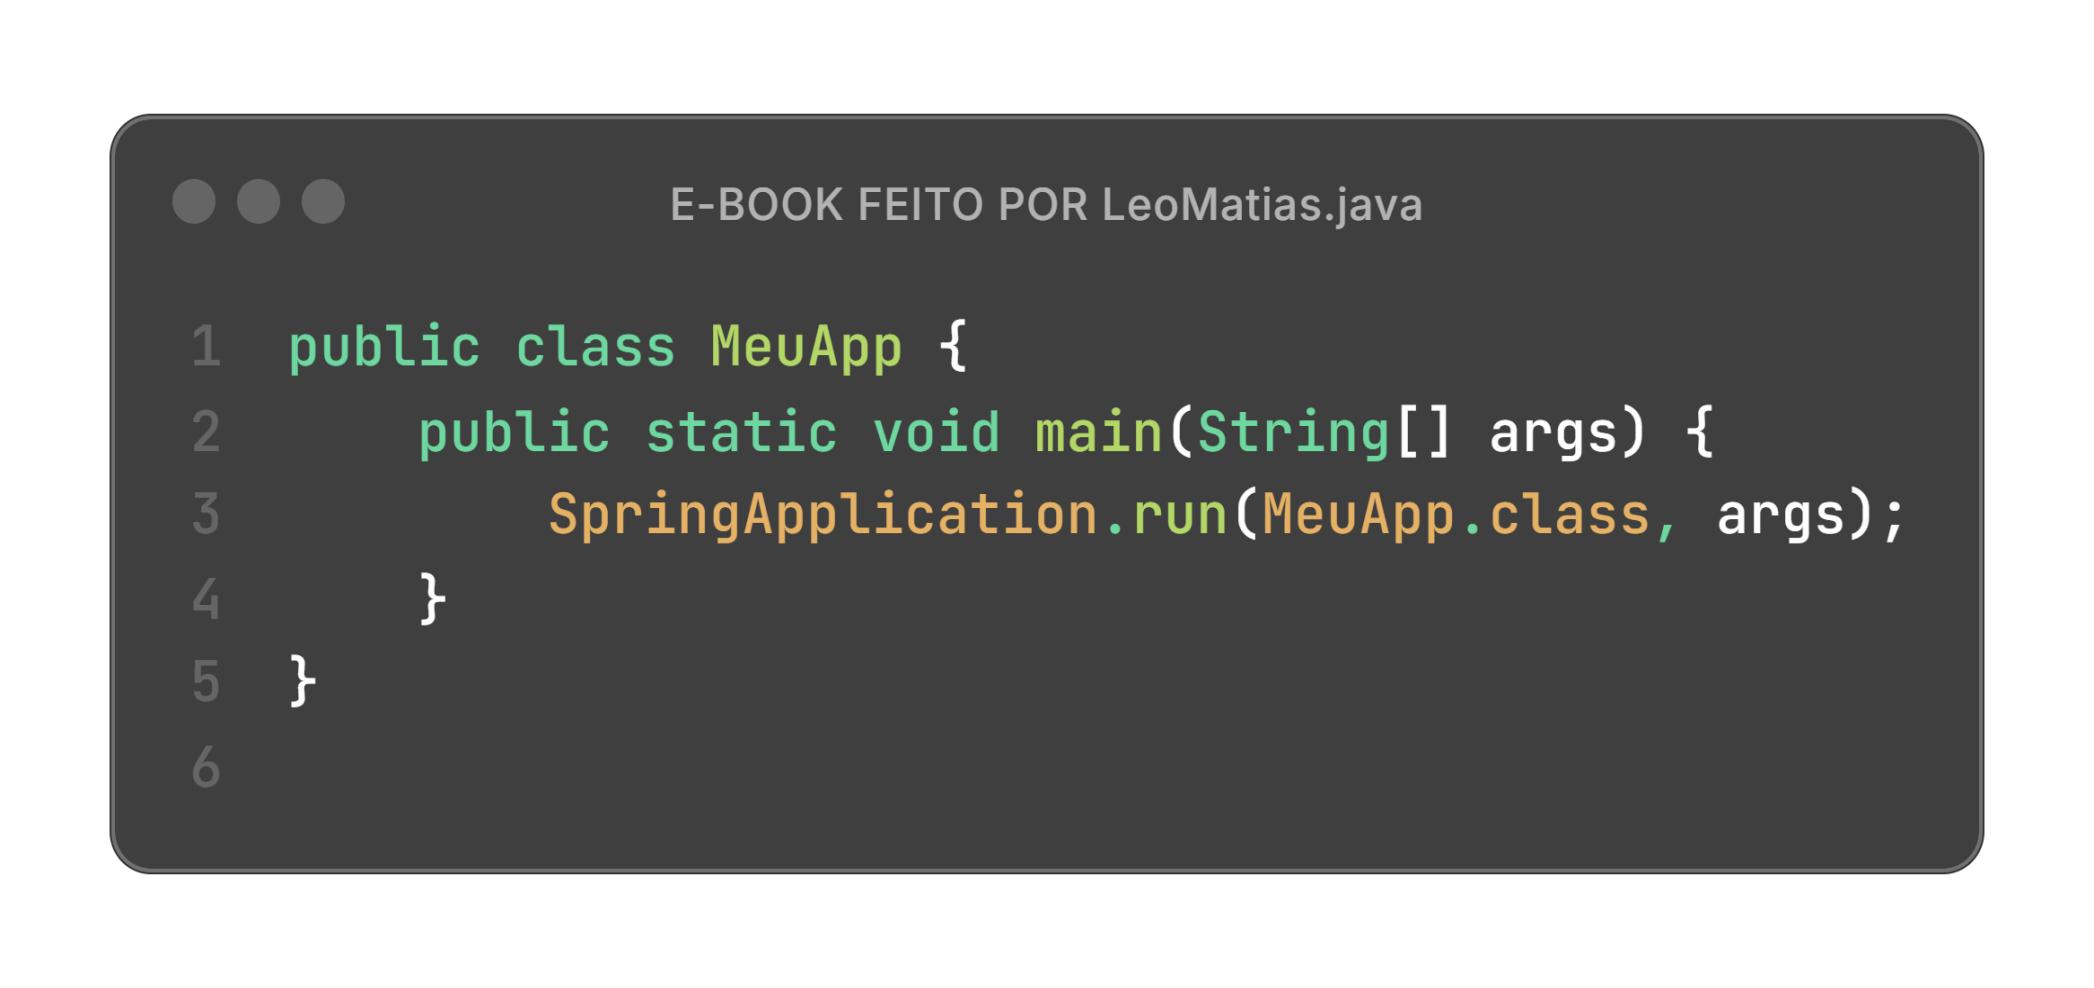 E-BOOK FEITO POR LeoMatias.java
1 public class MeuApp {
2     public static void main(String[] args) {
3         SpringApplication.run(MeuApp.class, args);
4     }
5 }
6